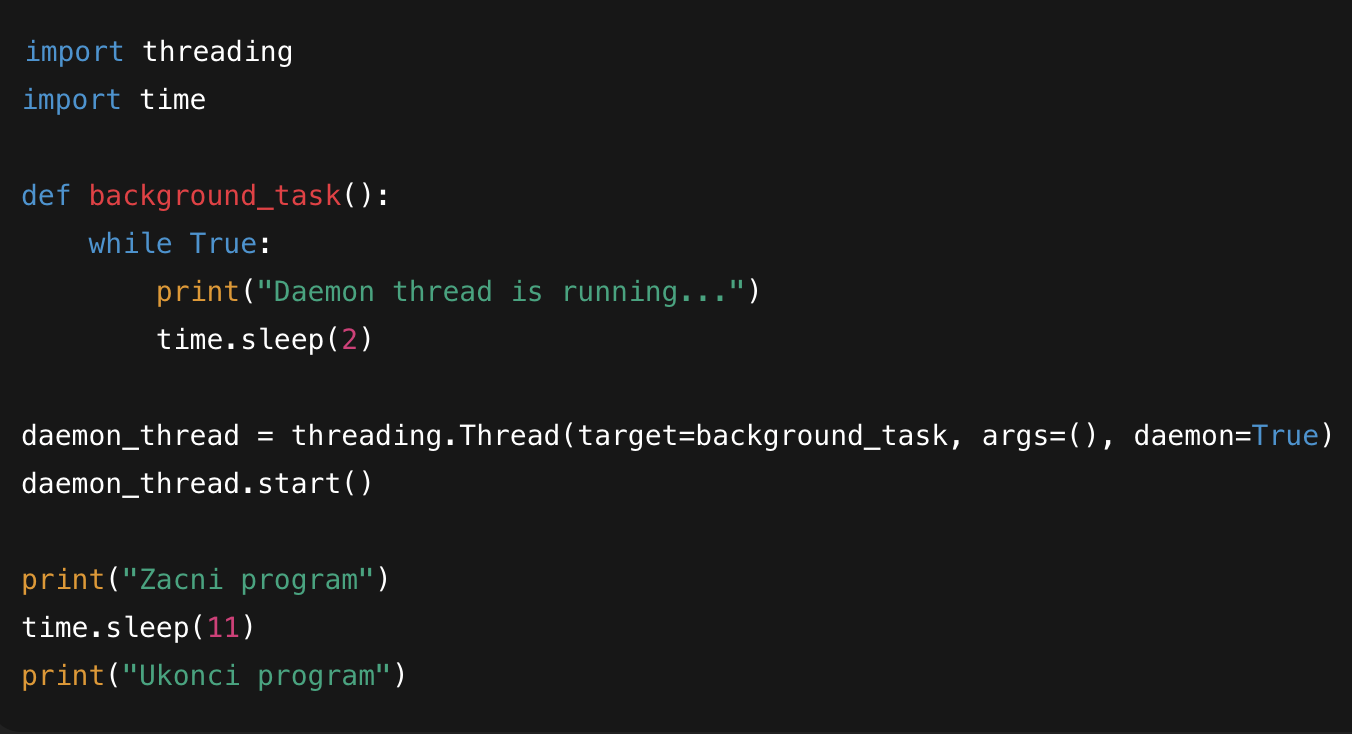 import threading
import time

def background_task():
    while True:
        print("Daemon thread is running...")
        time.sleep(2)

daemon_thread = threading.Thread(target=background_task, args=(), daemon=True)
daemon_thread.start()

print("Zacni program")
time.sleep(11)
print("Ukonci program")